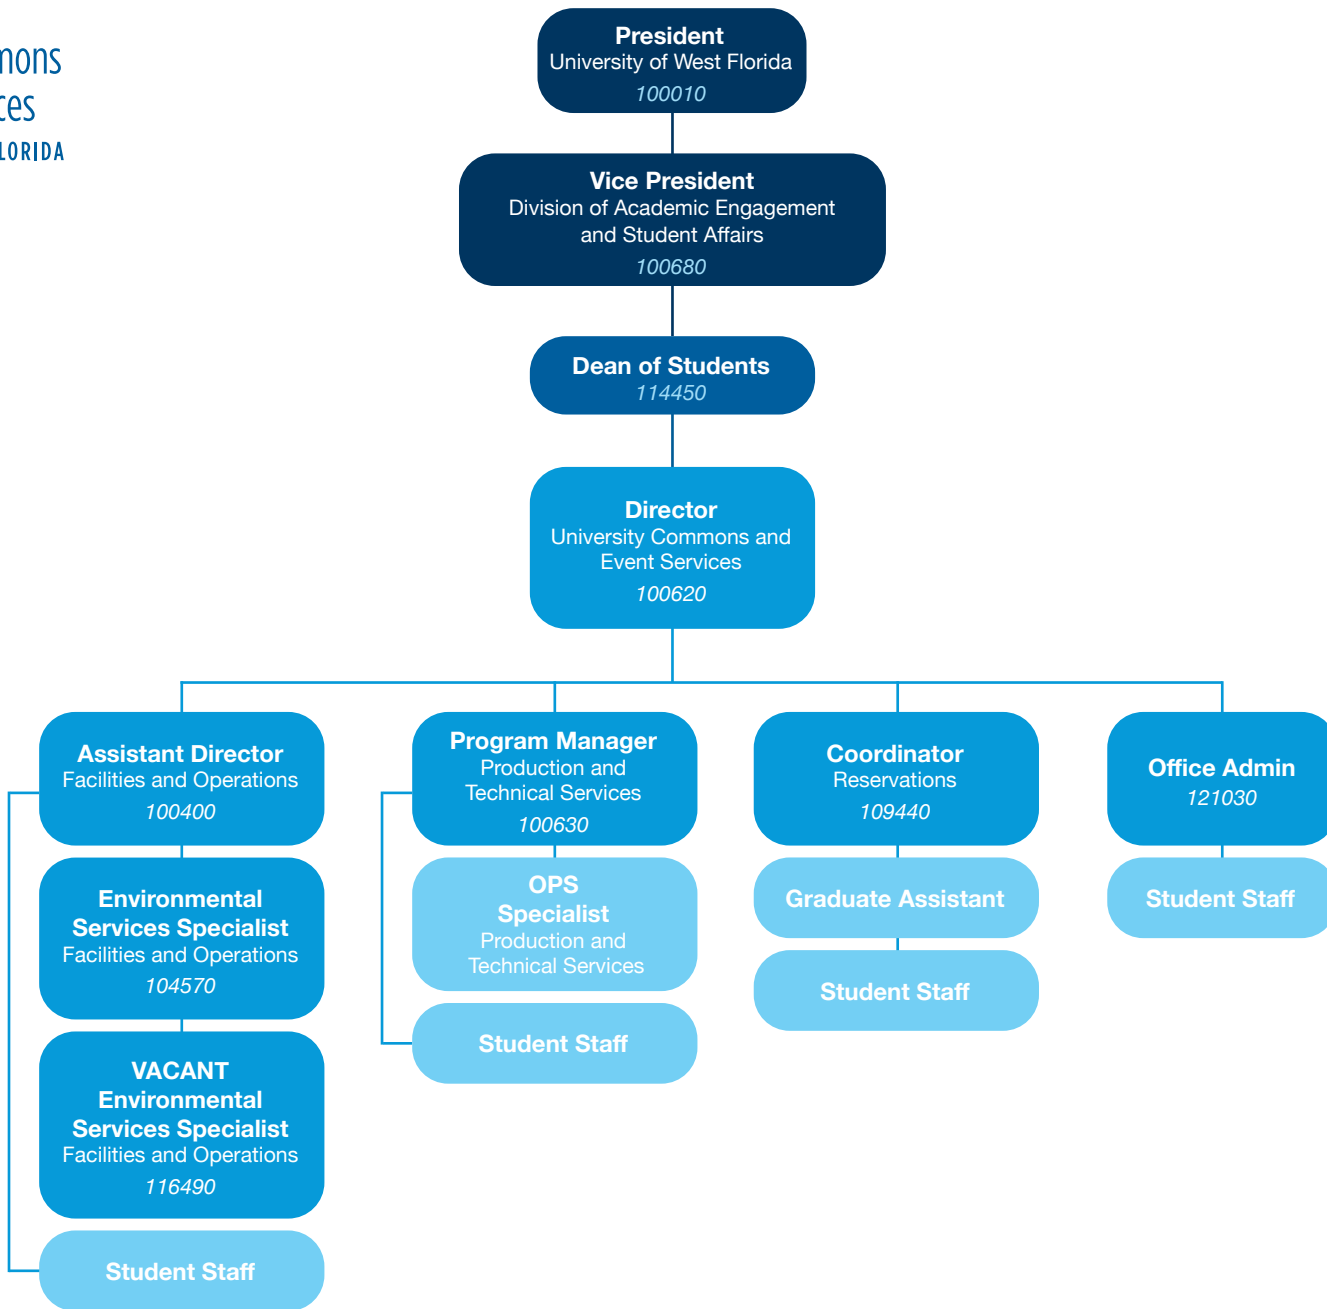 mons
ces
LORIDA
President
University of West Florida
100010
Vice President
Division of Academic Engagement
and Student Affairs
100680
Dean of Students
114450
Director
University Commons and
Event Services
100620
Assistant Director
Facilities and Operations
100400
Environmental
Services Specialist
Facilities and Operations
104570
VACANT
Environmental
Services Specialist
Facilities and Operations
116490
Student Staff
Program Manager
Production and
Technical Services
100630
OPS
Specialist
Production and
Technical Services
Student Staff
Coordinator
Reservations
109440
Graduate Assistant
Student Staff
Office Admin
121030
Student Staff